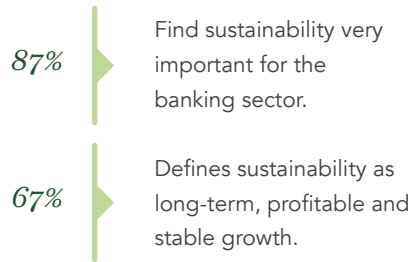 87%
Find sustainability very
important for the
banking sector.
67%
Defines sustainability as
long-term, profitable and
stable growth.